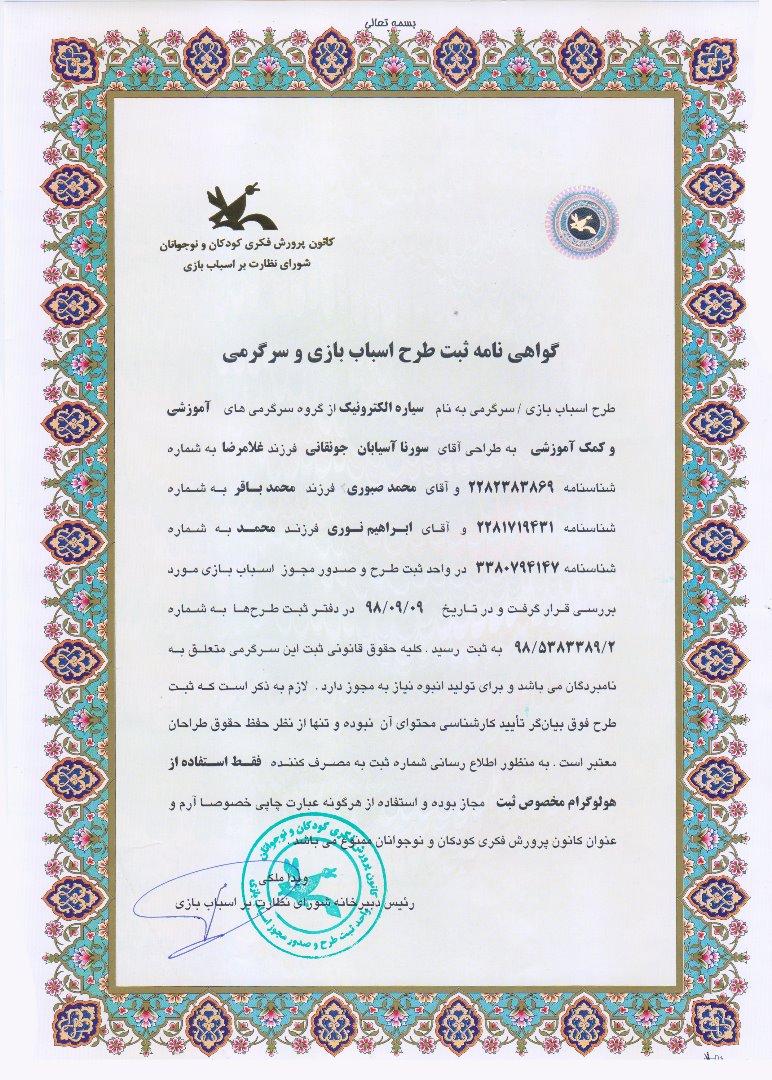 بسمه تعالی
کانون پرورش فکری کودکان و نوجوانان
شورای نظارت بر اسباب بازی
گواهی نامه ثبت طرح اسباب بازی و سرگرمی
طرح اسباب بازی / سرگرمی به نام سیاره الکترونیک از گروه سرگرمی های آموزشی
و کمک آموزشی به طراحی آقای سورنا آسیابان جونقانی فرزند غلامرضا به شماره
شناسنامه ۲۲۸۲۳۸۳۸۶۹ و آقای محمد صبوری فرزند محمد باقر به شماره
شناسنامه ۲۲۸۱۷۱۹۴۳۱ و آقای ابراهیم نوری فرزند محمد به شماره
شناسنامه ۳۳۸۰۷۹۴۱۴۷ در واحد ثبت طرح و صدور مجوز اسباب بازی مورد
بررسی قرار گرفت و در تاریخ ۹۸/۰۹/۰۹ در دفتر ثبت طرح‌ها به شماره
۹۸/۵۳۸۳۳۸۹/۲ به ثبت رسید . کلیه حقوق قانونی ثبت این سرگرمی متعلق به
نامبردگان می باشد و برای تولید انبوه نیاز به مجوز دارد . لازم به ذکر است که ثبت
طرح فوق بیان‌گر تأیید کارشناسی محتوای آن نبوده و تنها از نظر حفظ حقوق طراحان
معتبر است . به منظور اطلاع رسانی شماره ثبت به مصرف کننده فقط استفاده از
هولوگرام مخصوص ثبت مجاز بوده و استفاده از هرگونه عبارت چاپی خصوصا آرم و
عنوان کانون پرورش فکری کودکان و نوجوانان ممنوع می باشد .
ویدا ملکی
رئیس دبیرخانه شورای نظارت بر اسباب بازی
کانون پرورش فکری کودکان و نوجوانان
واحد ثبت طرح و صدور مجوز اسباب بازی